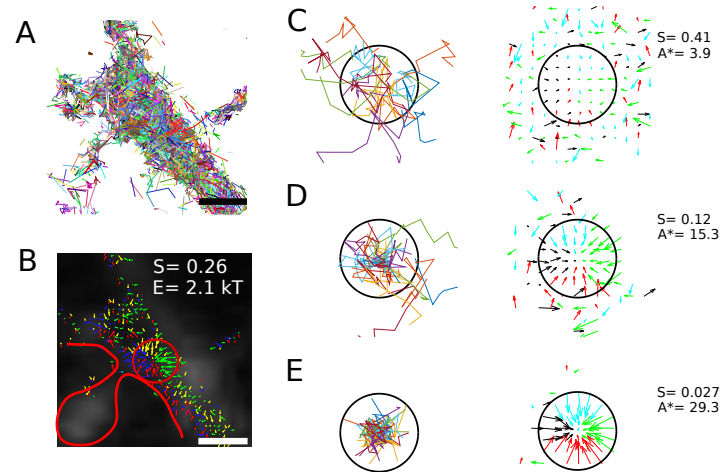 A
B
S= 0.26
E= 2.1 kT
C
S= 0.41
A*= 3.9
D
S= 0.12
A*= 15.3
E
S= 0.027
A*= 29.3